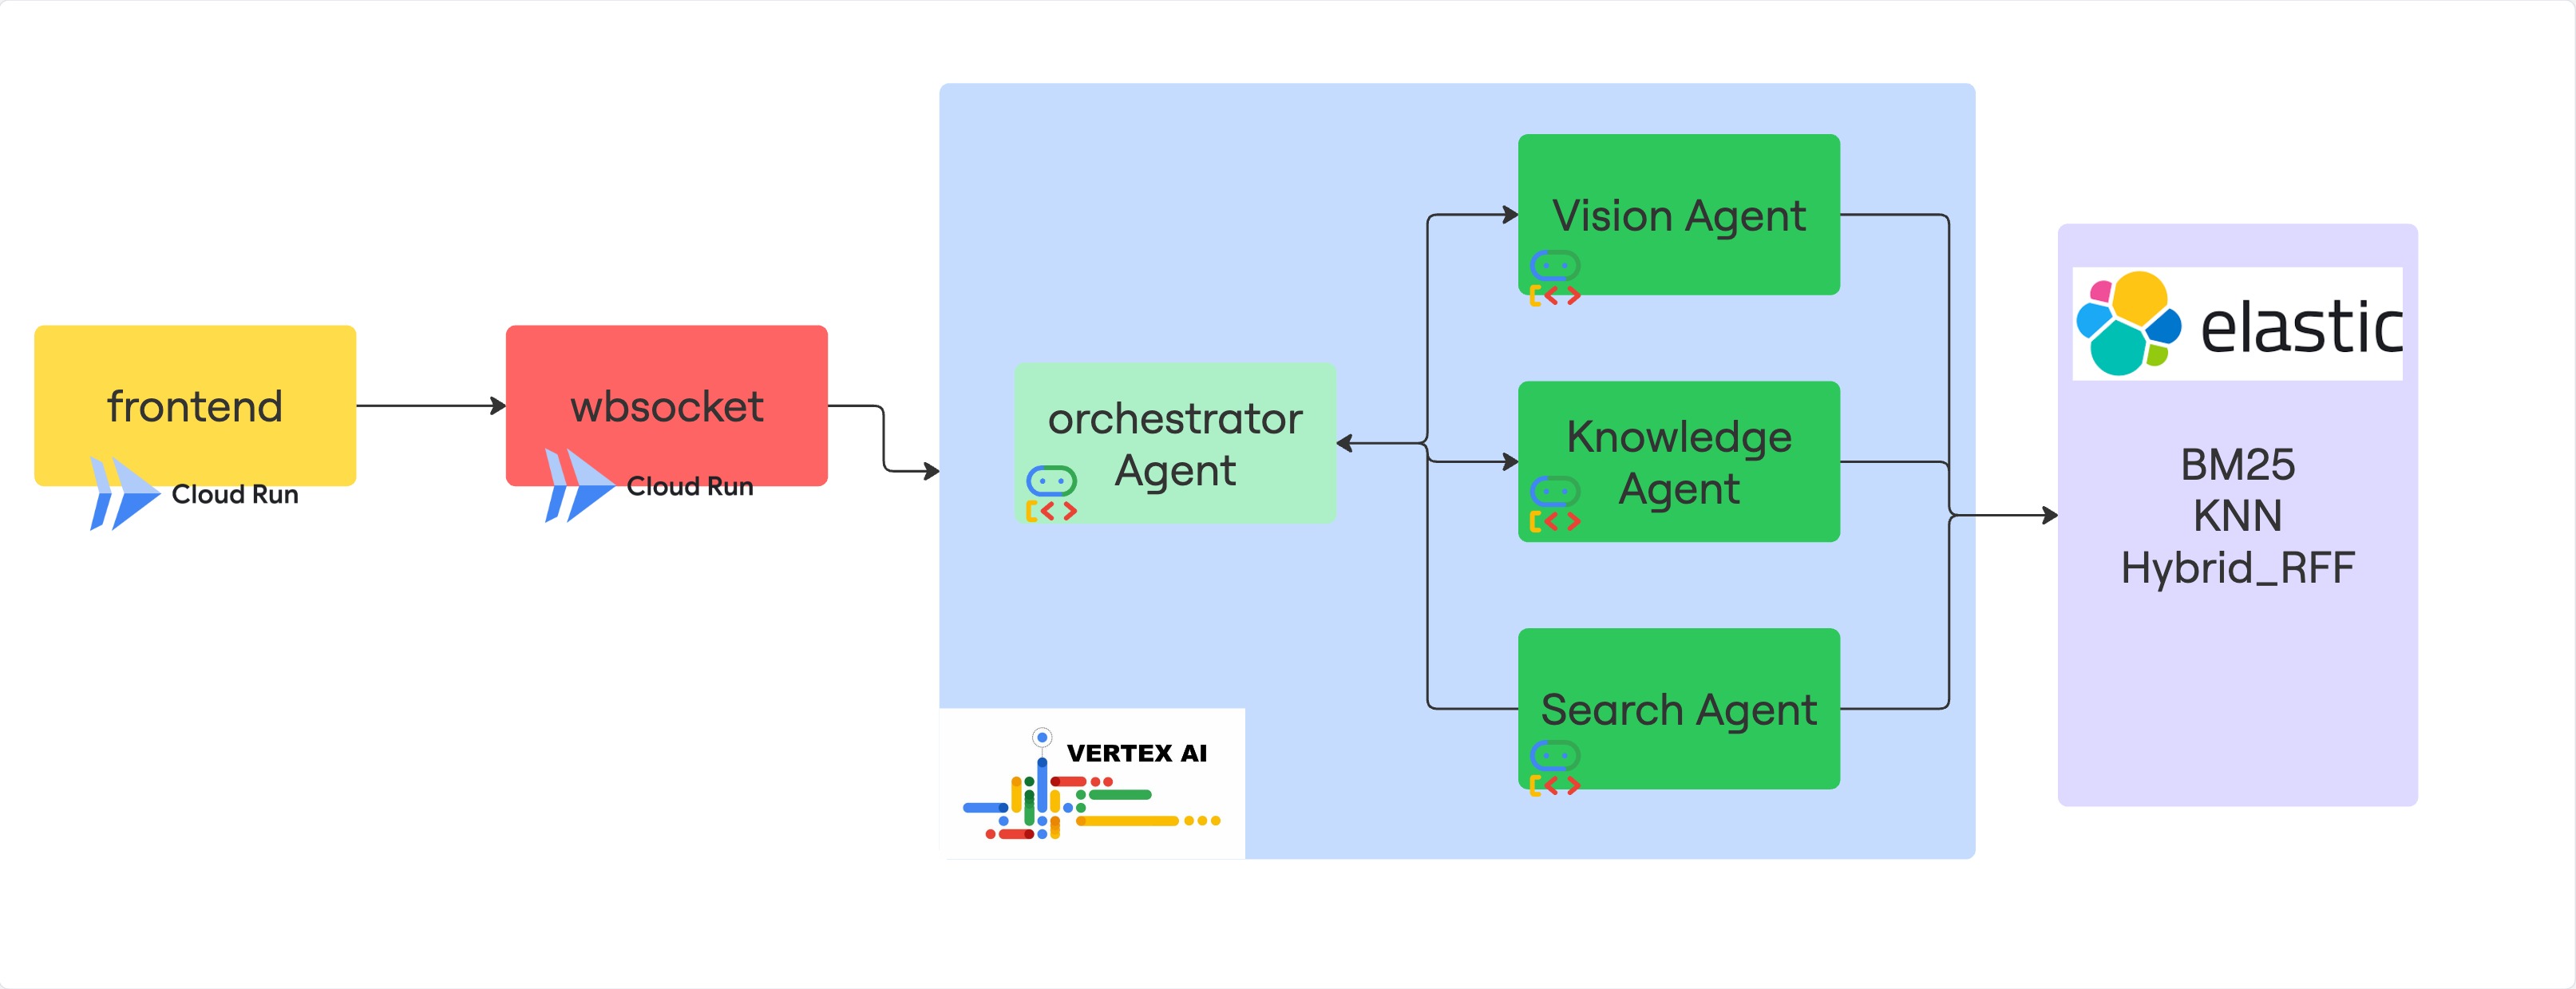 frontend
Cloud Run
wbsocket
Cloud Run
orchestrator
Agent
VERTEX AI
Vision Agent
Knowledge
Agent
Search Agent
elastic
BM25
KNN
Hybrid_RFF